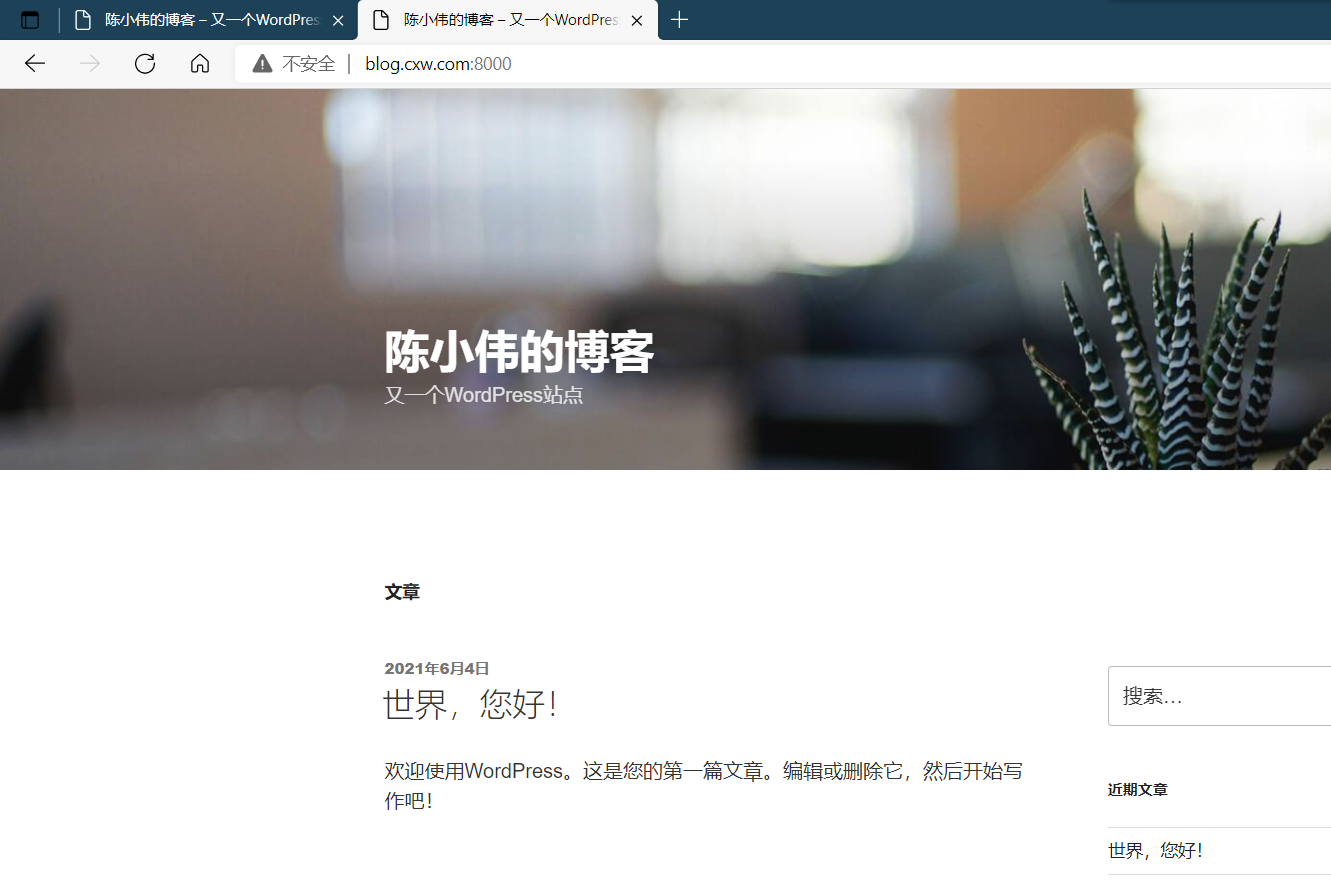 陈小伟的博客 – 又一个WordPres
陈小伟的博客 – 又一个WordPres
不安全
blog.cxw.com:8000
陈小伟的博客
又一个WordPress站点
文章
2021年6月4日
世界，您好！
欢迎使用WordPress。这是您的第一篇文章。编辑或删除它，然后开始写
作吧！
搜索…
近期文章
世界，您好！